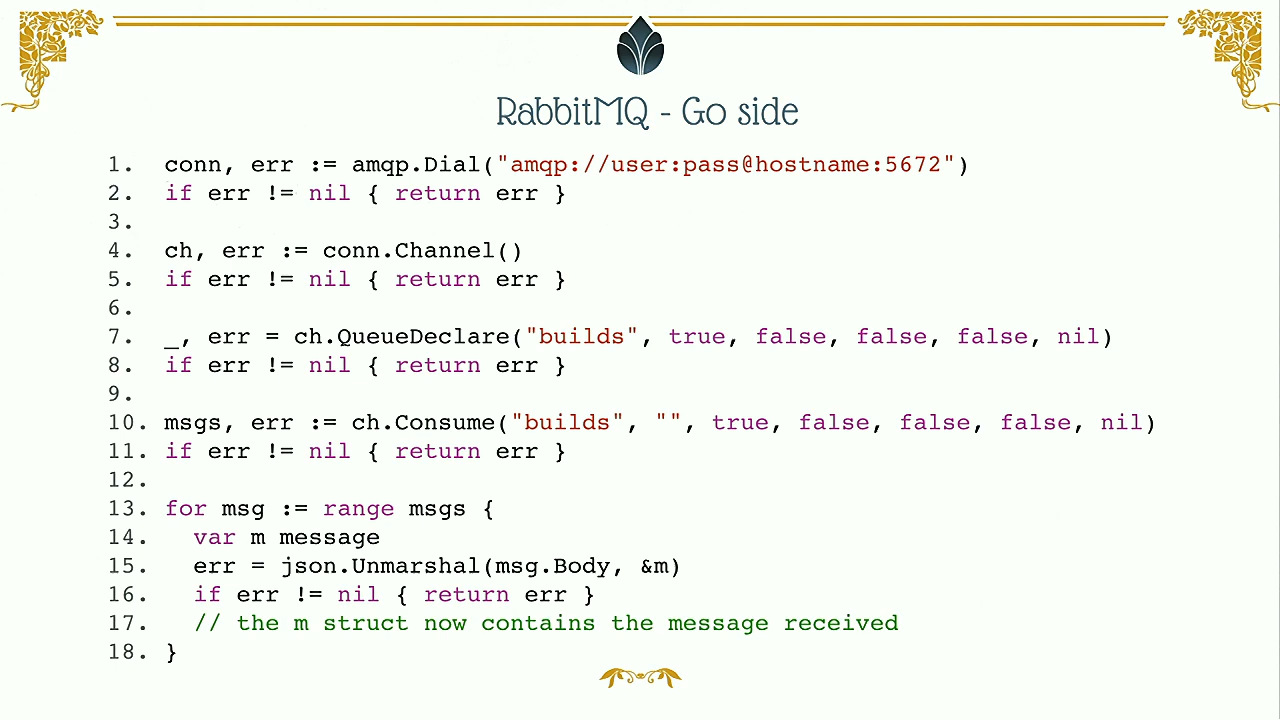 RabbitMQ - Go side
1. conn, err := amqp.Dial("amqp://user:pass@hostname:5672")
2. if err != nil { return err }
3.
4. ch, err := conn.Channel()
5. if err != nil { return err }
6.
7. _, err = ch.QueueDeclare("builds", true, false, false, false, nil)
8. if err != nil { return err }
9.
10. msgs, err := ch.Consume("builds", "", true, false, false, false, nil)
11. if err != nil { return err }
12.
13. for msg := range msgs {
14.   var m message
15.   err = json.Unmarshal(msg.Body, &m)
16.   if err != nil { return err }
17.   // the m struct now contains the message received
18. }